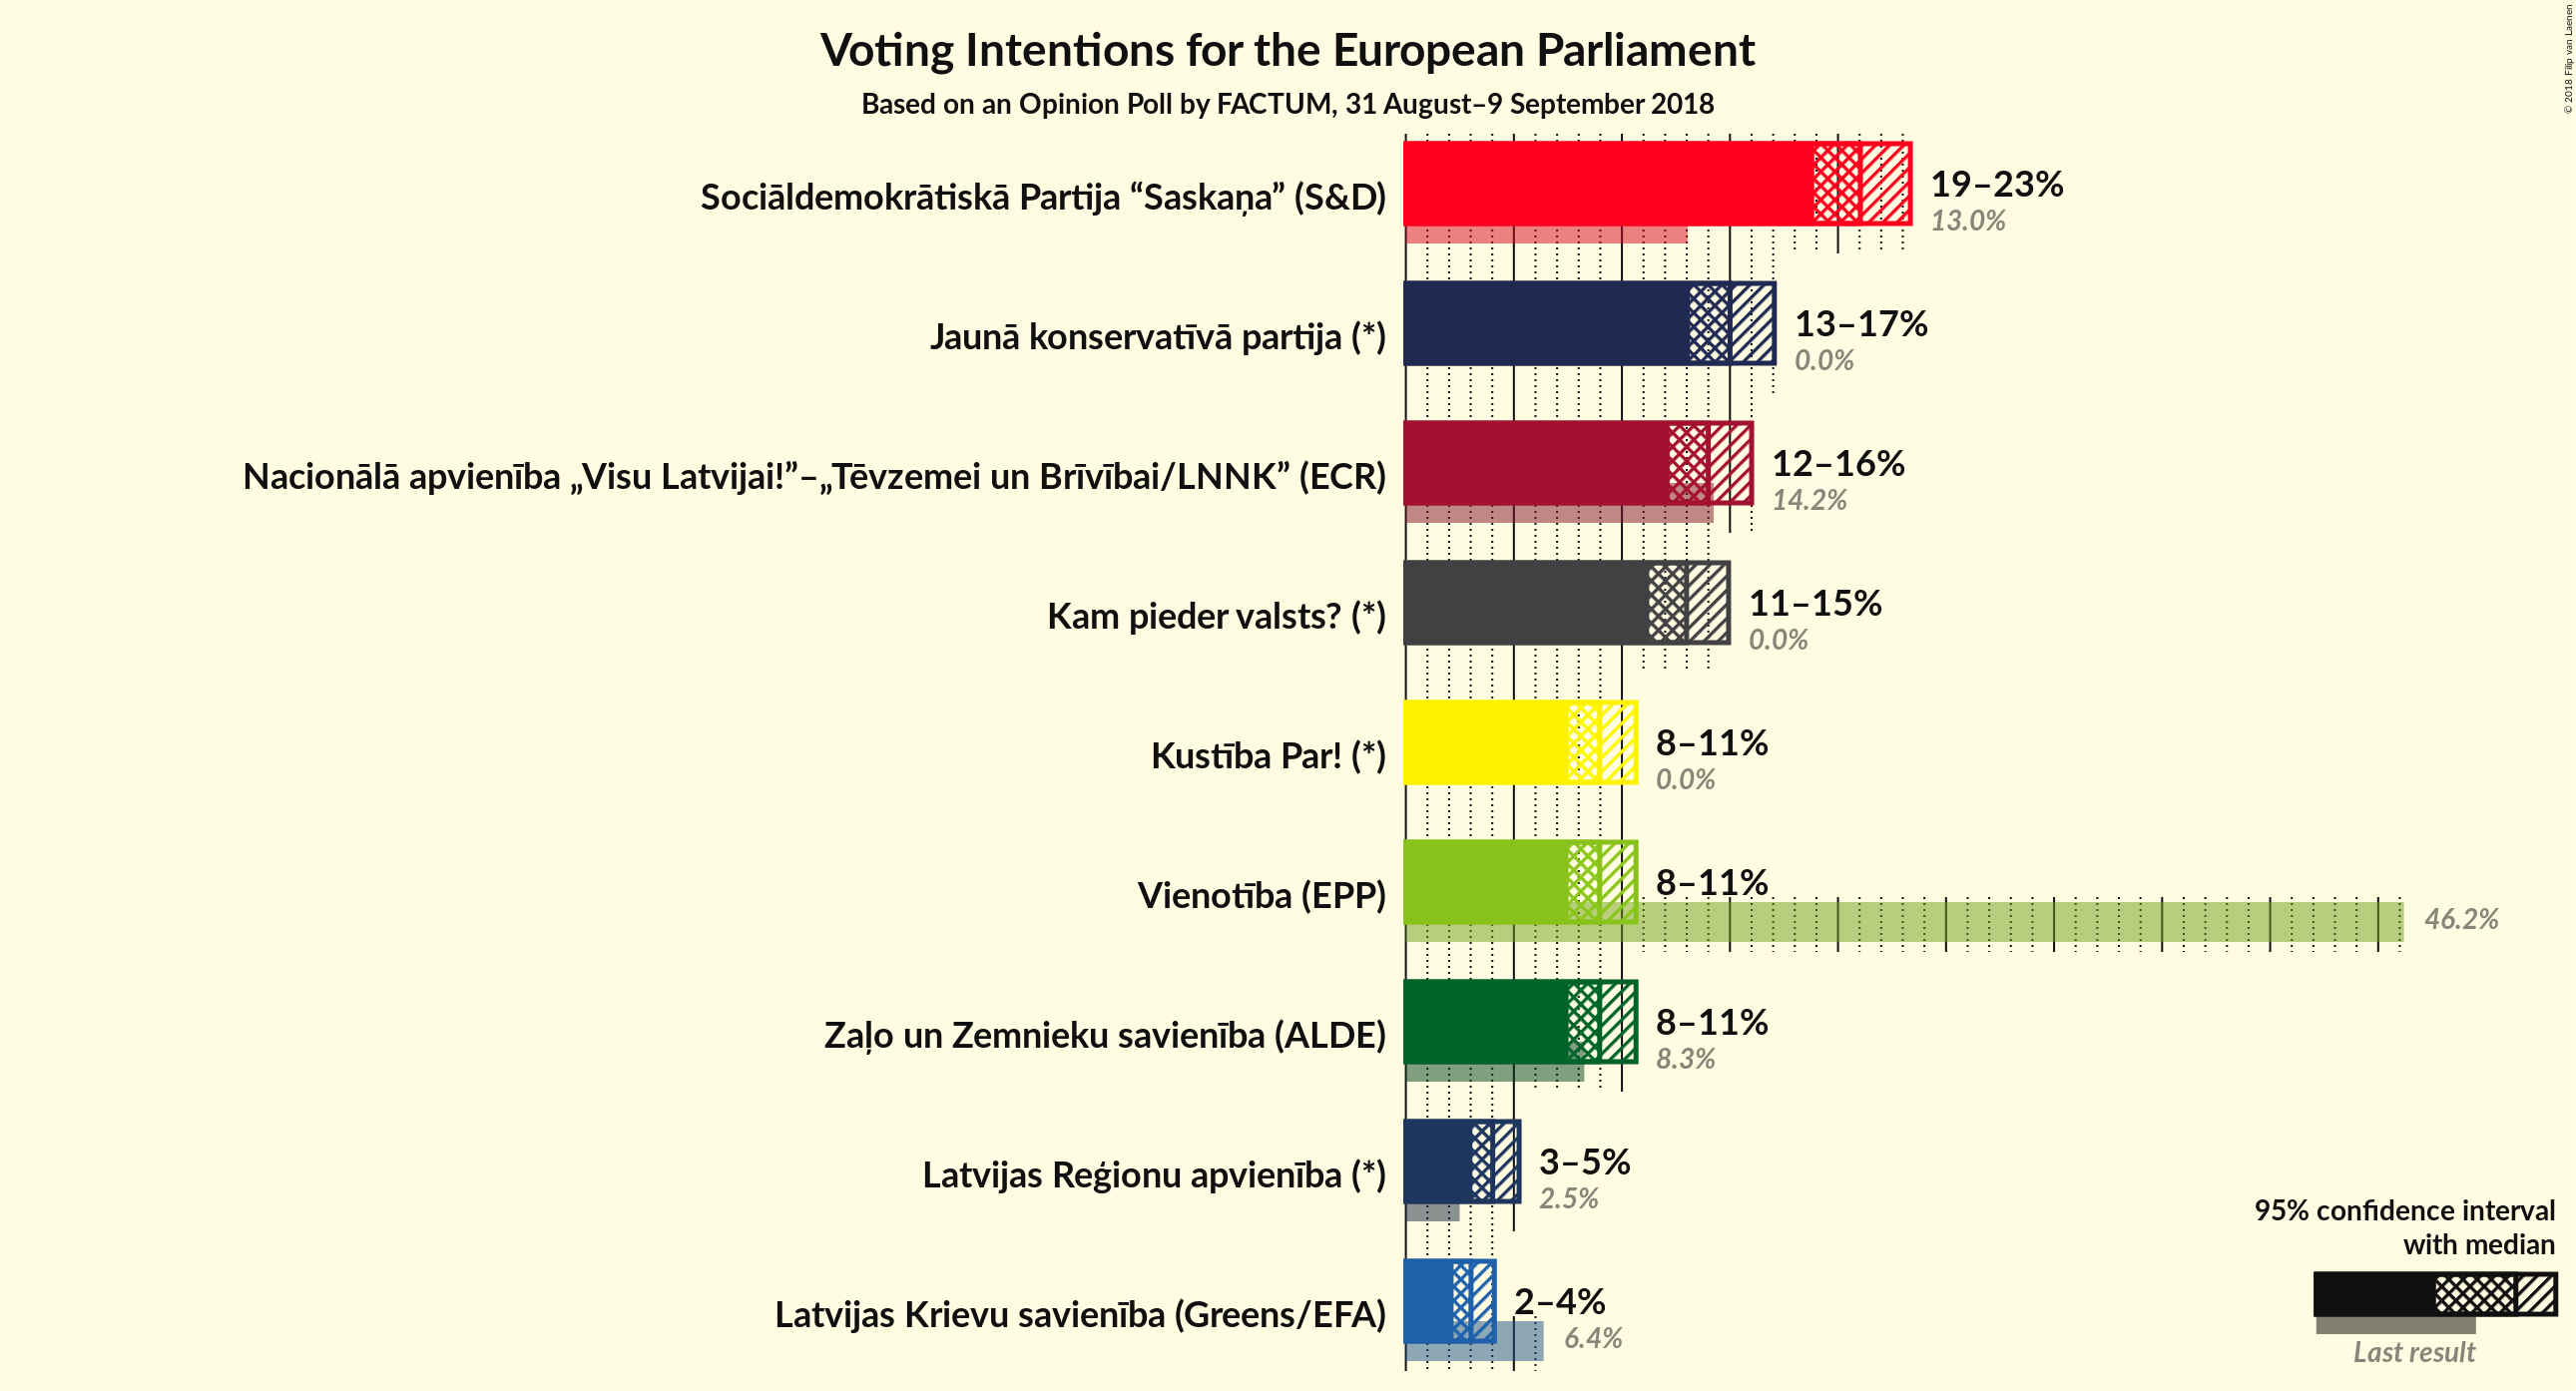 Voting Intentions for the European Parliament
Based on an Opinion Poll by FACTUM, 31 August–9 September 2018
© 2018 Filip van Laenen
Sociāldemokrātiskā Partija “Saskaņa” (S&D)
19–23%
13.0%
Jaunā konservatīvā partija (*)
13–17%
0.0%
Nacionālā apvienība „Visu Latvijai!”–„Tēvzemei un Brīvībai/LNNK” (ECR)
12–16%
14.2%
Kam pieder valsts? (*)
11–15%
0.0%
Kustība Par! (*)
8–11%
0.0%
Vienotība (EPP)
8–11%
46.2%
Zaļo un Zemnieku savienība (ALDE)
8–11%
8.3%
Latvijas Reģionu apvienība (*)
3–5%
2.5%
Latvijas Krievu savienība (Greens/EFA)
2–4%
6.4%
95% confidence interval
with median
Last result